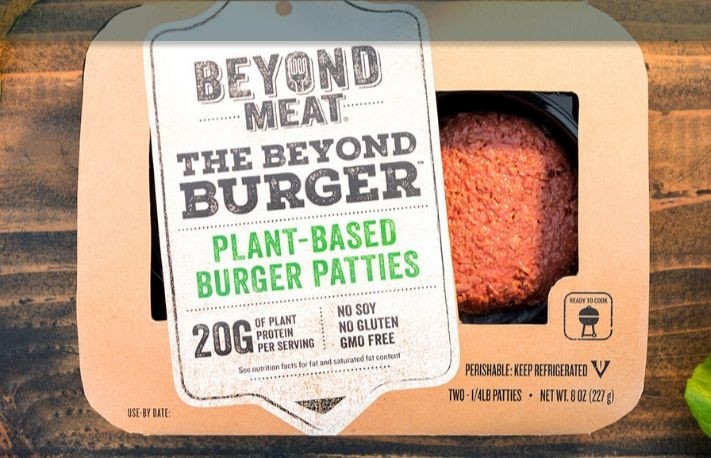 BEYOND
MEAT®
THE BEYOND
BURGER™
PLANT-BASED
BURGER PATTIES
20G OF PLANT PROTEIN PER SERVING
NO SOY
NO GLUTEN
GMO FREE
See nutrition facts for fat and saturated fat content
READY TO COOK
PERISHABLE: KEEP REFRIGERATED V
TWO - 1/4LB PATTIES • NET WT. 8 OZ (227 g)
USE-BY DATE: